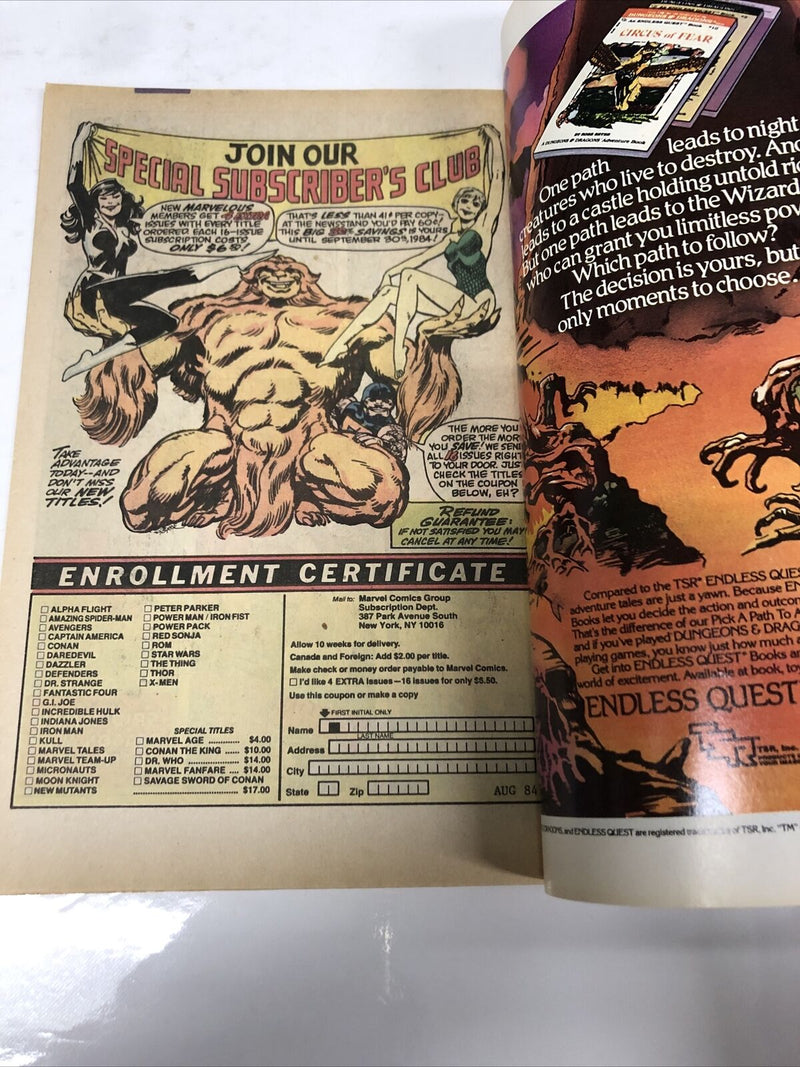 JOIN OUR
SPECIAL SUBSCRIBER'S CLUB
NEW MARVELOUS
MEMBERS GET
ISSUES WITH EVERY TITLE
ORDERED EACH 16-ISSUE
SUBSCRIPTION COSTS
ONLY
THAT'S LESS THAN 41¢ PER COPY-
AT THE NEWSSTAND YOU'D PAY 60¢!
THIS BIG SAVINGS IS YOURS
UNTIL SEPTEMBER 30TH, 1984!
TAKE
ADVANTAGE
TODAY--AND
DON'T MISS
OUR NEW
TITLES!
THE MORE YOU
ORDER THE MOR
YOU SAVE! WE SEN
ALL ISSUES RIGHT
TO YOUR DOOR. JUS
CHECK THE TITLES
ON THE COUPON
BELOW, EH?
REFUND
GUARANTEE:
IF NOT SATISFIED YOU MAY
CANCEL AT ANY TIME!
ENROLLMENT CERTIFICATE
ALPHA FLIGHT
AMAZING SPIDER-MAN
AVENGERS
CAPTAIN AMERICA
CONAN
DAREDEVIL
DAZZLER
DEFENDERS
DR. STRANGE
FANTASTIC FOUR
G.I. JOE
INCREDIBLE HULK
INDIANA JONES
IRON MAN
KULL
MARVEL TALES
MARVEL TEAM-UP
MICRONAUTS
MOON KNIGHT
NEW MUTANTS
PETER PARKER
POWER MAN / IRON FIST
POWER PACK
RED SONJA
ROM
STAR WARS
THE THING
THOR
X-MEN
SPECIAL TITLES
MARVEL AGE ........... $4.00
CONAN THE KING ...... $10.00
DR. WHO ................ $14.00
MARVEL FANFARE .... $14.00
SAVAGE SWORD OF CONAN
................................ $17.00
Mail to: Marvel Comics Group
Subscription Dept.
387 Park Avenue South
New York, NY 10016
Allow 10 weeks for delivery.
Canada and Foreign: Add $2.00 per title.
Make check or money order payable to Marvel Comics.
I'd like 4 EXTRA Issues—16 issues for only $6.50.
Use this coupon or make a copy
FIRST INITIAL ONLY
Name
LAST NAME
Address
City
State Zip
AUG 84
DUNGEONS & DRAGONS
AN ENDLESS QUEST Book
CIRCUS of FEAR
BY ROSE ESTES
A DUNGEONS & DRAGONS Adventure Book
One path leads to night
creatures who live to destroy. And
leads to a castle holding untold ric
But one path leads to the Wizard
who can grant you limitless pow
Which path to follow?
The decision is yours, but
only moments to choose.
Compared to the TSR ENDLESS QUES
adventure tales are just a yawn. Because EN
Books let you decide the action and outcom
That's the difference of our Pick A Path To A
and if you've played DUNGEONS & DRAG
playing games, you know just how much a
Get into ENDLESS QUEST Books an
world of excitement. Available at book, toy
ENDLESS QUEST
TSR, Inc.
and ENDLESS QUEST are registered of TSR, Inc. "TM"